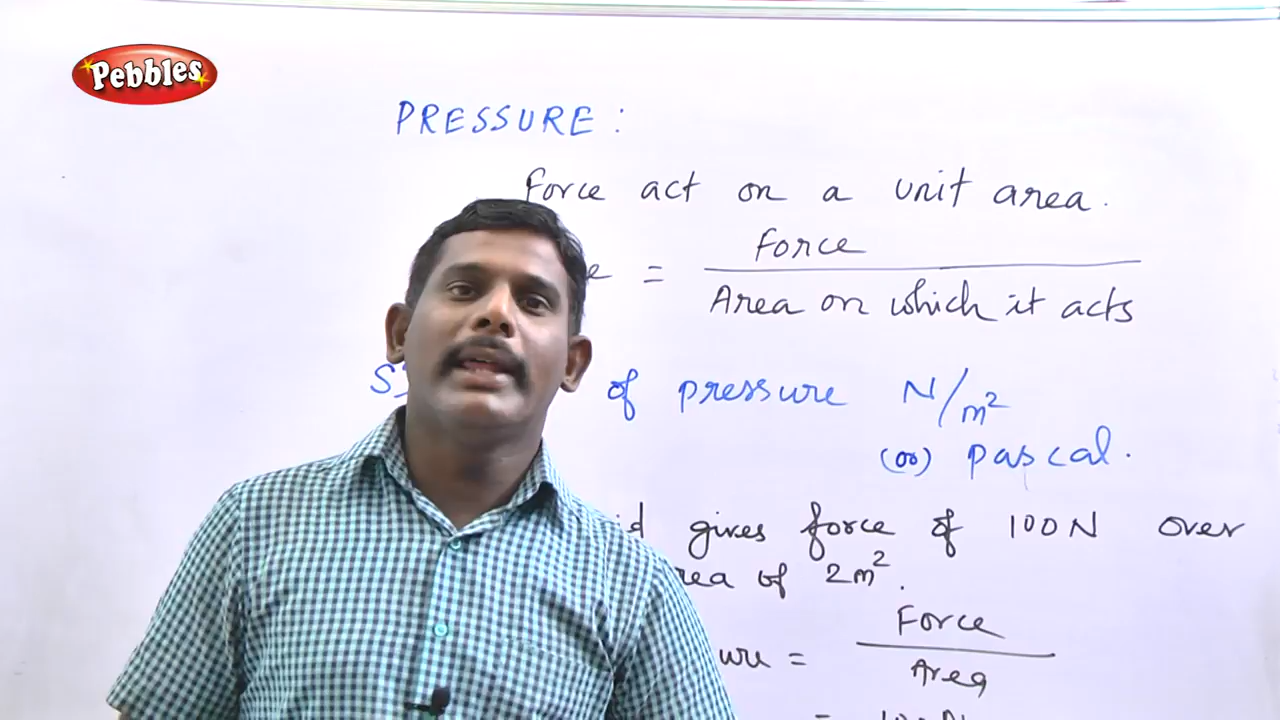 Pebbles
PRESSURE :
Force act on a unit area.
= Force
Area on which it acts
of pressure N/m²
(or) pascal.
gives force of 100N over
of 2m².
= Force
Area
=